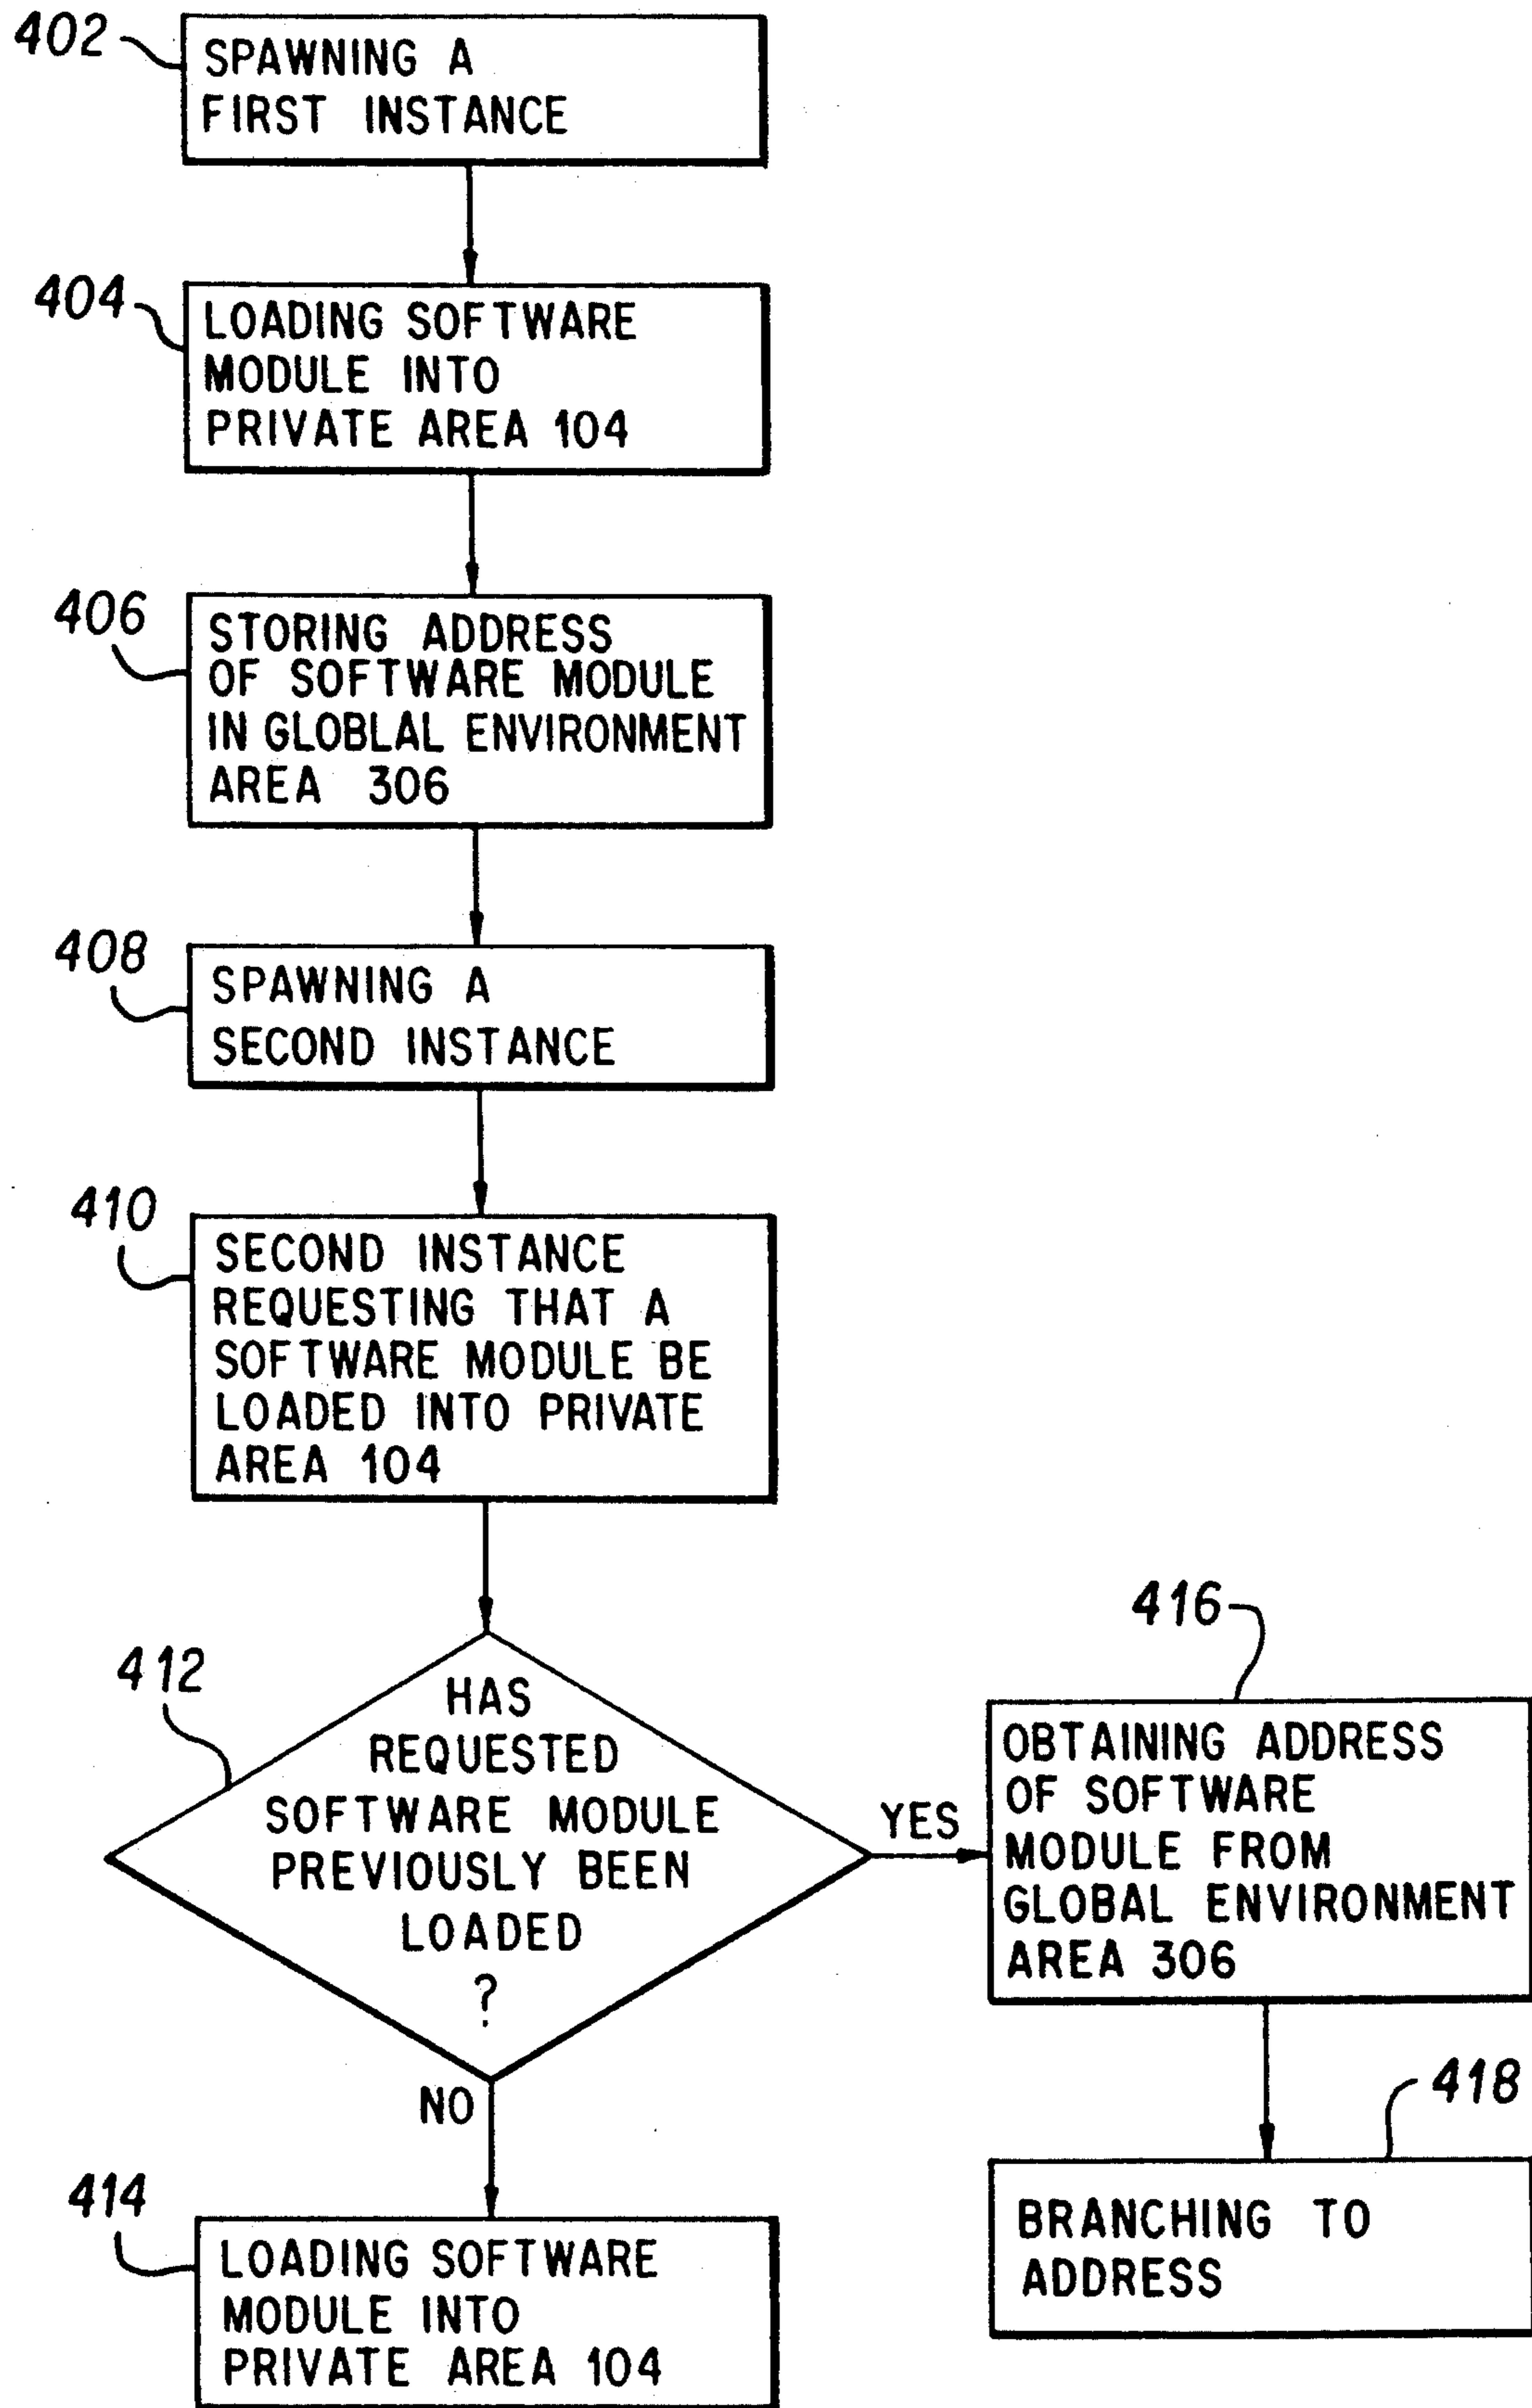 402
SPAWNING A
FIRST INSTANCE
404
LOADING SOFTWARE
MODULE INTO
PRIVATE AREA 104
406
STORING ADDRESS
OF SOFTWARE MODULE
IN GLOBLAL ENVIRONMENT
AREA 306
408
SPAWNING A
SECOND INSTANCE
410
SECOND INSTANCE
REQUESTING THAT A
SOFTWARE MODULE BE
LOADED INTO PRIVATE
AREA 104
412
HAS
REQUESTED
SOFTWARE MODULE
PREVIOUSLY BEEN
LOADED
?
YES
416
OBTAINING ADDRESS
OF SOFTWARE
MODULE FROM
GLOBAL ENVIRONMENT
AREA 306
418
BRANCHING TO
ADDRESS
NO
414
LOADING SOFTWARE
MODULE INTO
PRIVATE AREA 104